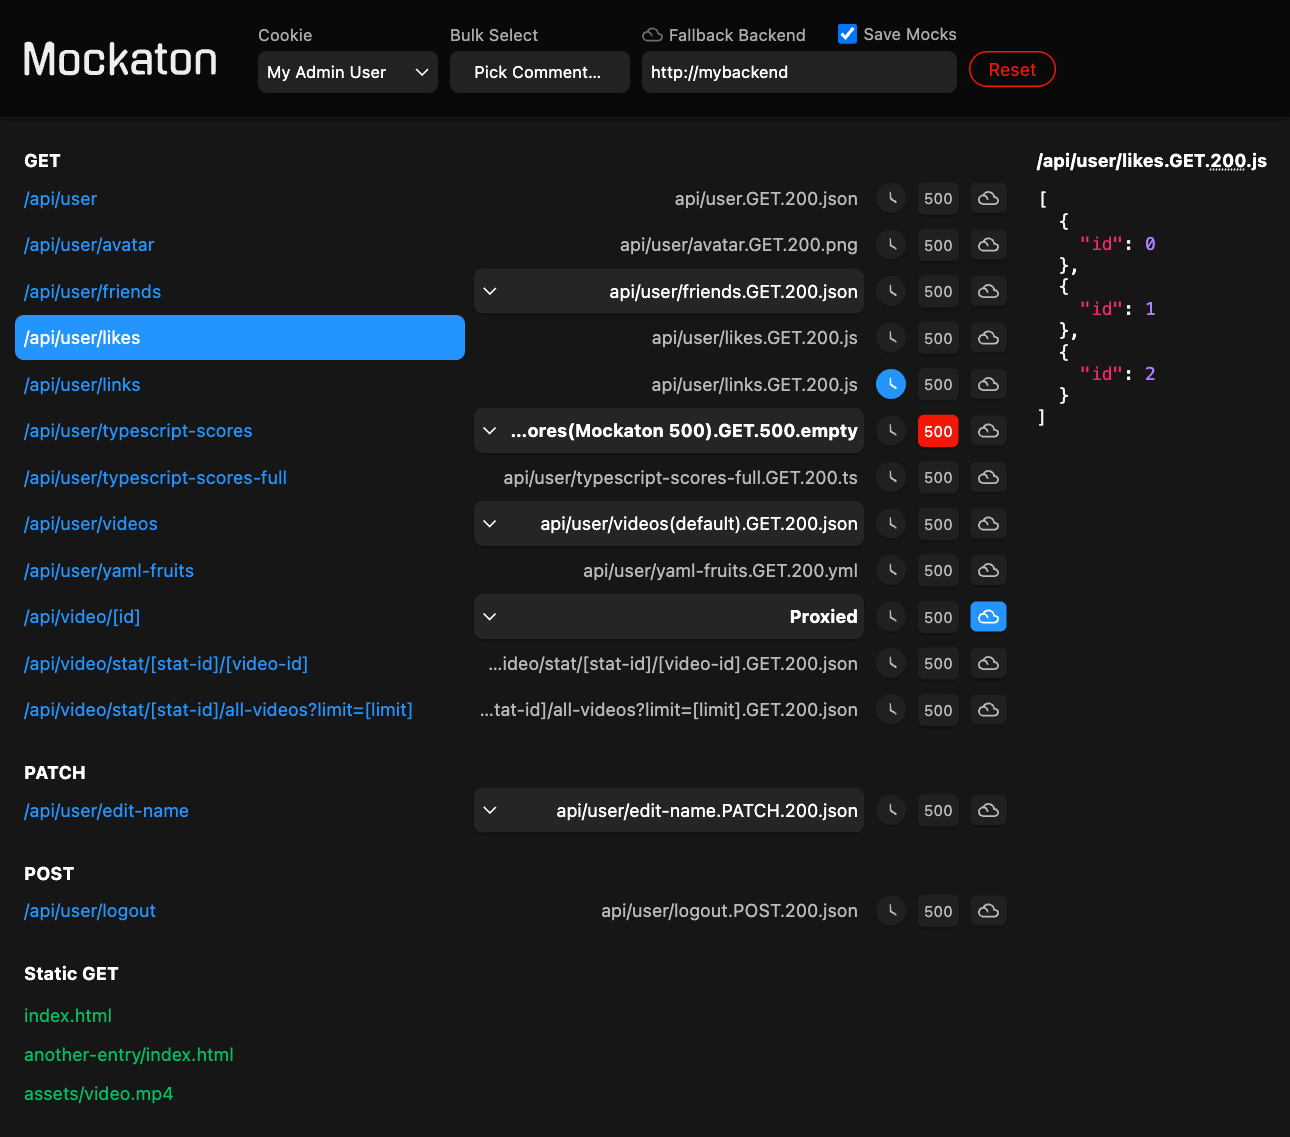 Mockaton
Cookie
My Admin User
Bulk Select
Pick Comment...
Fallback Backend
http://mybackend
Save Mocks
Reset
GET
/api/user api/user.GET.200.json 500
/api/user/avatar api/user/avatar.GET.200.png 500
/api/user/friends api/user/friends.GET.200.json 500
/api/user/likes api/user/likes.GET.200.js 500
/api/user/links api/user/links.GET.200.js 500
/api/user/typescript-scores ...ores(Mockaton 500).GET.500.empty 500
/api/user/typescript-scores-full api/user/typescript-scores-full.GET.200.ts 500
/api/user/videos api/user/videos(default).GET.200.json 500
/api/user/yaml-fruits api/user/yaml-fruits.GET.200.yml 500
/api/video/[id] Proxied 500
/api/video/stat/[stat-id]/[video-id] ...ideo/stat/[stat-id]/[video-id].GET.200.json 500
/api/video/stat/[stat-id]/all-videos?limit=[limit] ...tat-id]/all-videos?limit=[limit].GET.200.json 500
PATCH
/api/user/edit-name api/user/edit-name.PATCH.200.json 500
POST
/api/user/logout api/user/logout.POST.200.json 500
Static GET
index.html
another-entry/index.html
assets/video.mp4
/api/user/likes.GET.200.js
[
  {
    "id": 0
  },
  {
    "id": 1
  },
  {
    "id": 2
  }
]